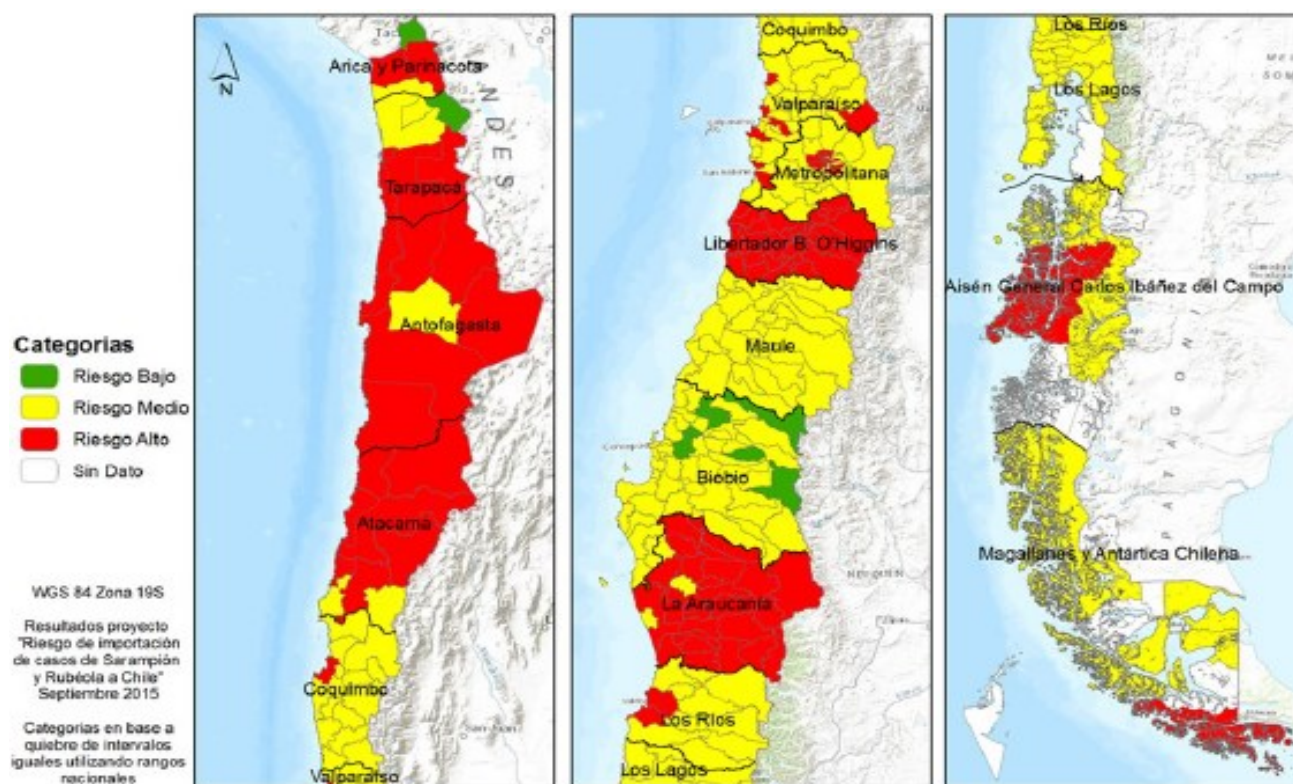 Categorias
Riesgo Bajo
Riesgo Medio
Riesgo Alto
Sin Dato
WGS 84 Zona 19S
Resultados proyecto
"Riesgo de importación
de casos de Sarampión
y Rubéola a Chile"
Septiembre 2015
Categorias en base a
quiebre de intervalos
iguales utilizando rangos
nacionales
N
Arica y Parinacota
N D E S
Tarapaca
Antofagasta
Atacama
Coquimbo
Valparaíso
Coquimbo
Valparaíso
Metropolitana
Libertador B. O'Higgins
Maule
Biobio
La Araucanía
Los Ríos
Los Lagos
Los Ríos
Los Lagos
Aisén General Carlos Ibáñez del Campo
P A T A G O N I
Magallanes y Antártica Chilena